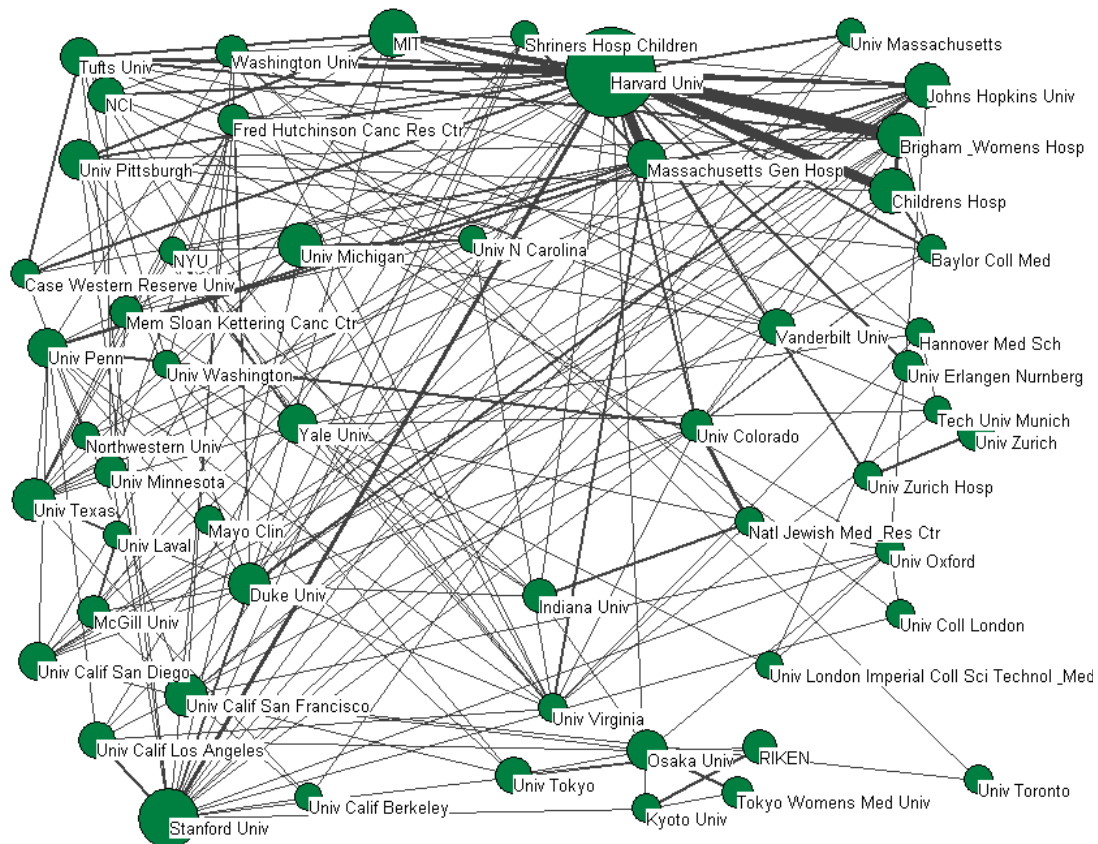 MIT
Shriners Hosp Children
Univ Massachusetts
Tufts Univ
Washington Univ
Harvard Univ
NCI
Johns Hopkins Univ
Fred Hutchinson Canc Res Ctr
Brigham _Womens Hosp
Univ Pittsburgh
Massachusetts Gen Hosp
Childrens Hosp
NYU
Univ Michigan
Univ N Carolina
Baylor Coll Med
Case Western Reserve Univ
Mem Sloan Kettering Canc Ctr
Vanderbilt Univ
Hannover Med Sch
Univ Penn
Univ Washington
Univ Erlangen Nurnberg
Tech Univ Munich
Northwestern Univ
Yale Univ
Univ Colorado
Univ Zurich
Univ Minnesota
Univ Zurich Hosp
Univ Texas
Univ Laval
Mayo Clin
Natl Jewish Med _Res Ctr
Univ Oxford
Duke Univ
Indiana Univ
McGill Univ
Univ Coll London
Univ Calif San Diego
Univ London Imperial Coll Sci Technol _Med
Univ Calif San Francisco
Univ Virginia
Univ Calif Los Angeles
Osaka Univ
RIKEN
Univ Tokyo
Univ Toronto
Univ Calif Berkeley
Tokyo Womens Med Univ
Kyoto Univ
Stanford Univ